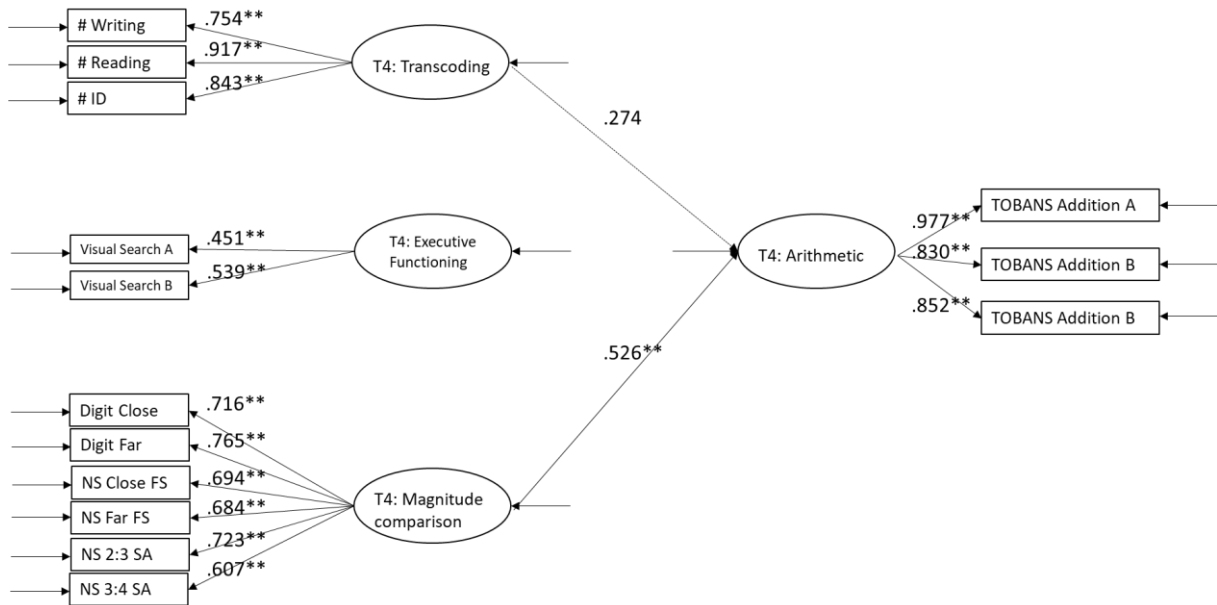 # Writing
.754**
# Reading
.917**
# ID
.843**
T4: Transcoding
.274
Visual Search A
.451**
Visual Search B
.539**
T4: Executive
Functioning
T4: Arithmetic
.977**
TOBANS Addition A
.830**
TOBANS Addition B
.852**
TOBANS Addition B
.526**
Digit Close
.716**
Digit Far
.765**
NS Close FS
.694**
NS Far FS
.684**
NS 2:3 SA
.723**
NS 3:4 SA
.607**
T4: Magnitude
comparison